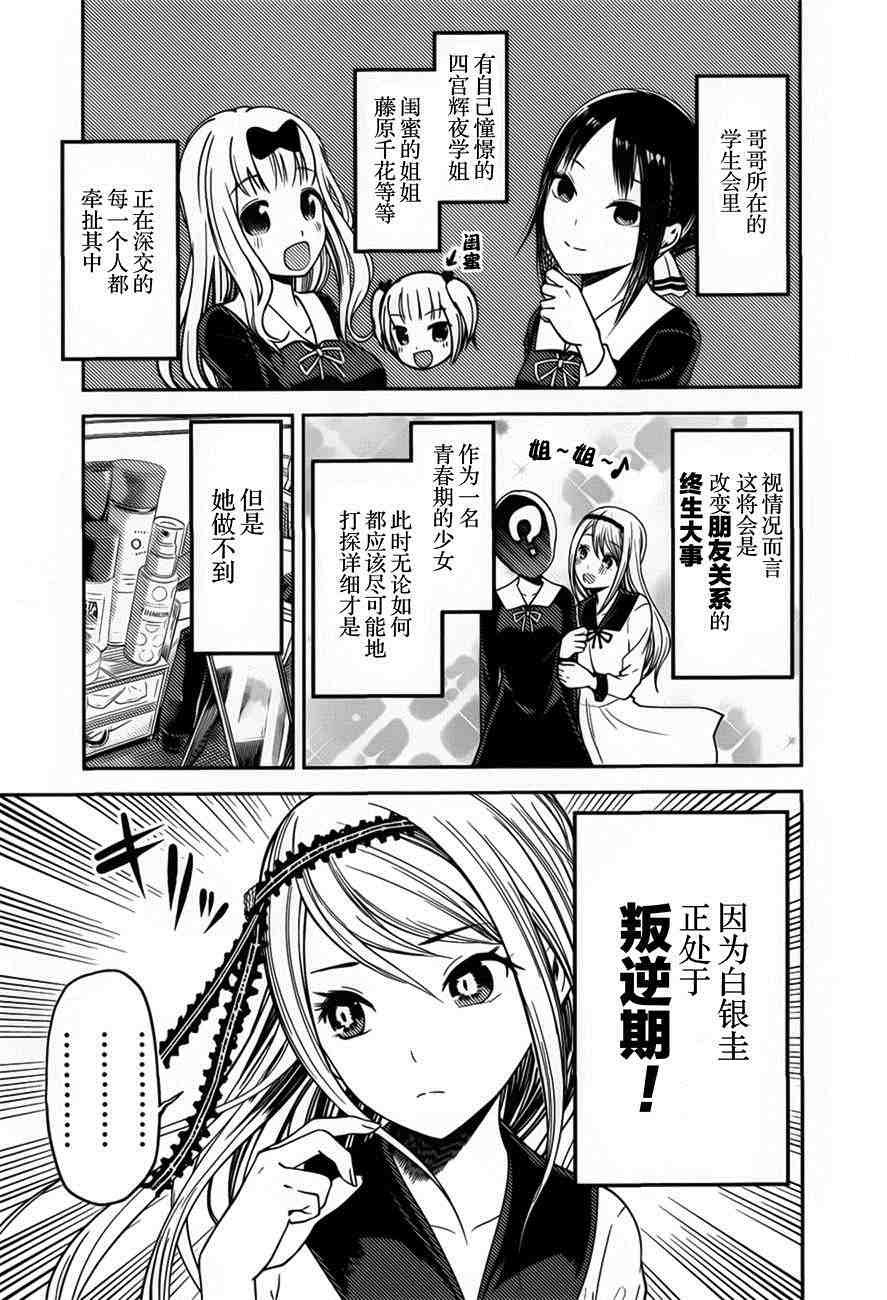 哥哥所在的
学生会里
有自己憧憬的
四宫辉夜学姐
闺蜜的姐姐
藤原千花等等
闺蜜
正在深交的
每一个人都
牵扯其中
视情况而言
这将会是
改变朋友关系的
终生大事
姐～姐～♪
?
作为一名
青春期的少女
此时无论如何
都应该尽可能地
打探详细才是
但是
她做不到
因为白银圭
正处于
叛逆期！
………
………